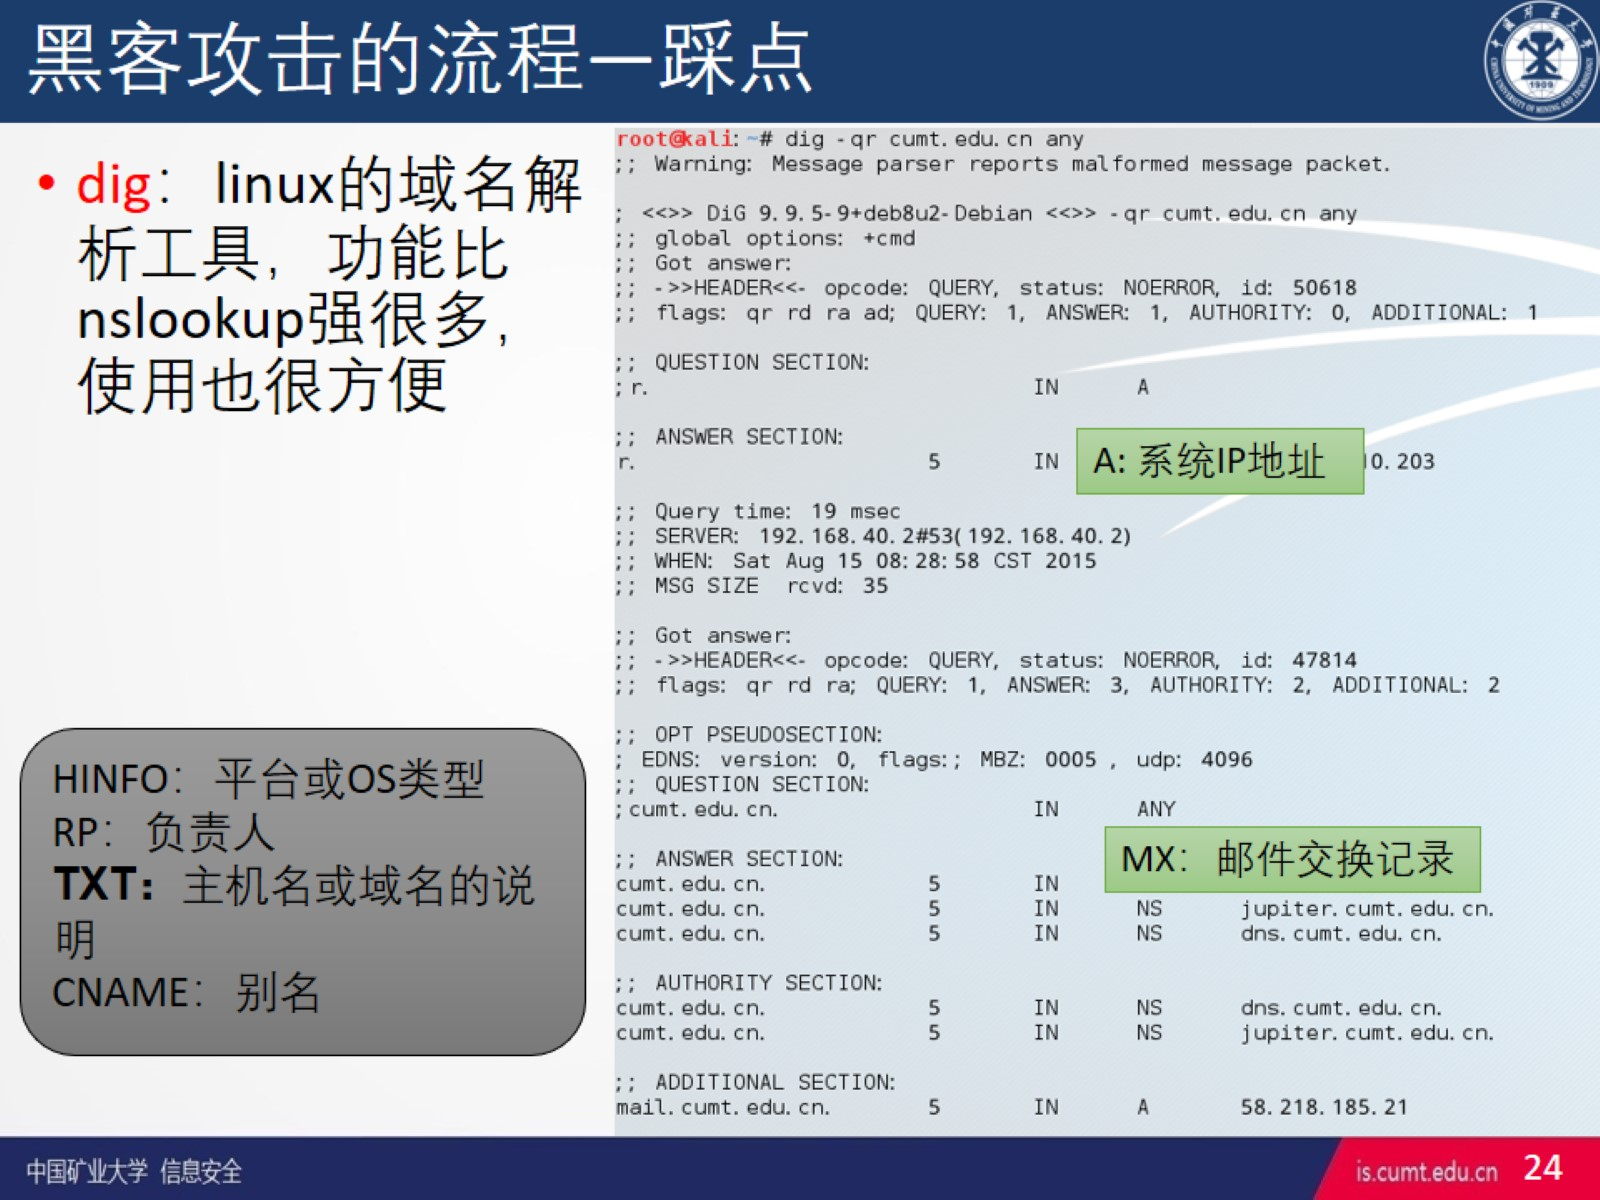 黑客攻击的流程—踩点
• dig： linux的域名解
析工具， 功能比
nslookup强很多，
使用也很方便
HINFO： 平台或OS类型
RP： 负责人
TXT：主机名或域名的说
明
CNAME： 别名
root@kali:~# dig -qr cumt.edu.cn any
;; Warning: Message parser reports malformed message packet.
; <<>> DiG 9.9.5-9+deb8u2-Debian <<>> -qr cumt.edu.cn any
;; global options: +cmd
;; Got answer:
;; ->>HEADER<<- opcode: QUERY, status: NOERROR, id: 50618
;; flags: qr rd ra ad; QUERY: 1, ANSWER: 1, AUTHORITY: 0, ADDITIONAL: 1
;; QUESTION SECTION:
;r. IN A
;; ANSWER SECTION:
r. 5 IN
A: 系统IP地址
10.203
;; Query time: 19 msec
;; SERVER: 192.168.40.2#53(192.168.40.2)
;; WHEN: Sat Aug 15 08:28:58 CST 2015
;; MSG SIZE rcvd: 35
;; Got answer:
;; ->>HEADER<<- opcode: QUERY, status: NOERROR, id: 47814
;; flags: qr rd ra; QUERY: 1, ANSWER: 3, AUTHORITY: 2, ADDITIONAL: 2
;; OPT PSEUDOSECTION:
; EDNS: version: 0, flags:; MBZ: 0005 , udp: 4096
;; QUESTION SECTION:
;cumt.edu.cn. IN ANY
;; ANSWER SECTION:
MX： 邮件交换记录
cumt.edu.cn. 5 IN
cumt.edu.cn. 5 IN NS jupiter.cumt.edu.cn.
cumt.edu.cn. 5 IN NS dns.cumt.edu.cn.
;; AUTHORITY SECTION:
cumt.edu.cn. 5 IN NS dns.cumt.edu.cn.
cumt.edu.cn. 5 IN NS jupiter.cumt.edu.cn.
;; ADDITIONAL SECTION:
mail.cumt.edu.cn. 5 IN A 58.218.185.21
中国矿业大学 信息安全
is.cumt.edu.cn 24